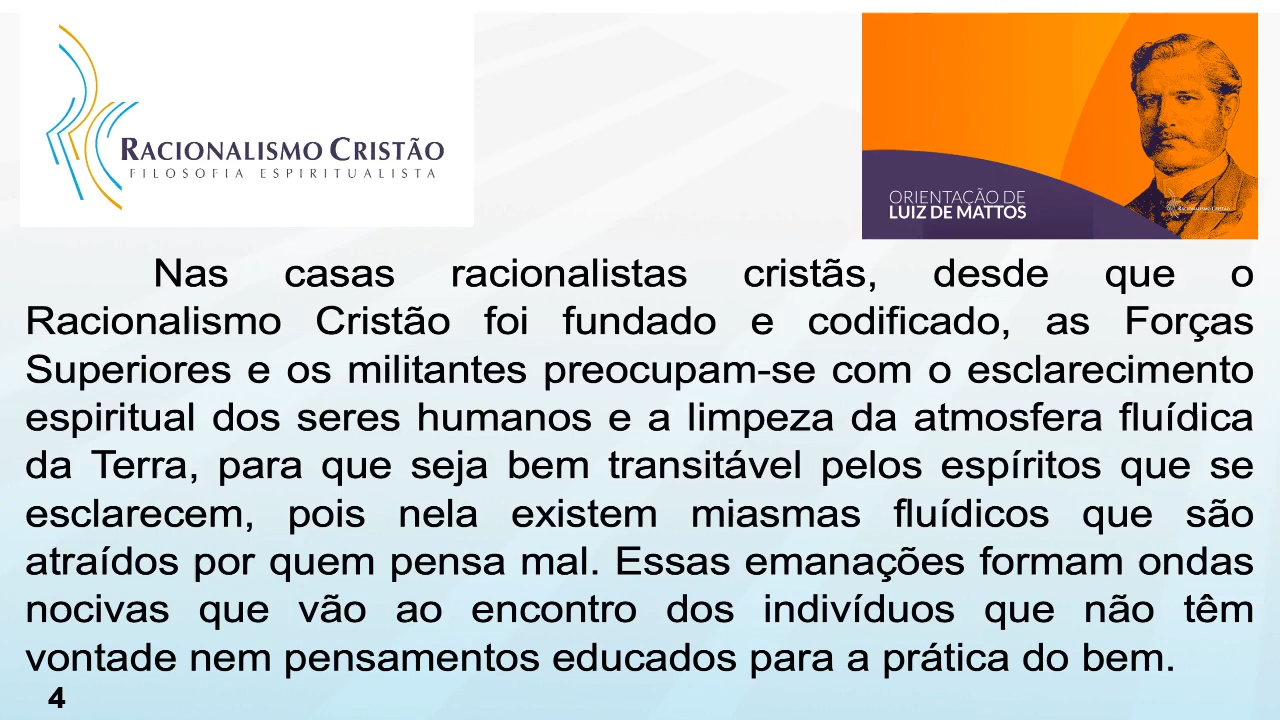 RACIONALISMO CRISTÃO
FILOSOFIA ESPIRITUALISTA
ORIENTAÇÃO DE
LUIZ DE MATTOS
RACIONALISMO CRISTÃO
Nas casas racionalistas cristãs, desde que o
Racionalismo Cristão foi fundado e codificado, as Forças
Superiores e os militantes preocupam-se com o esclarecimento
espiritual dos seres humanos e a limpeza da atmosfera fluídica
da Terra, para que seja bem transitável pelos espíritos que se
esclarecem, pois nela existem miasmas fluídicos que são
atraídos por quem pensa mal. Essas emanações formam ondas
nocivas que vão ao encontro dos indivíduos que não têm
vontade nem pensamentos educados para a prática do bem.
4